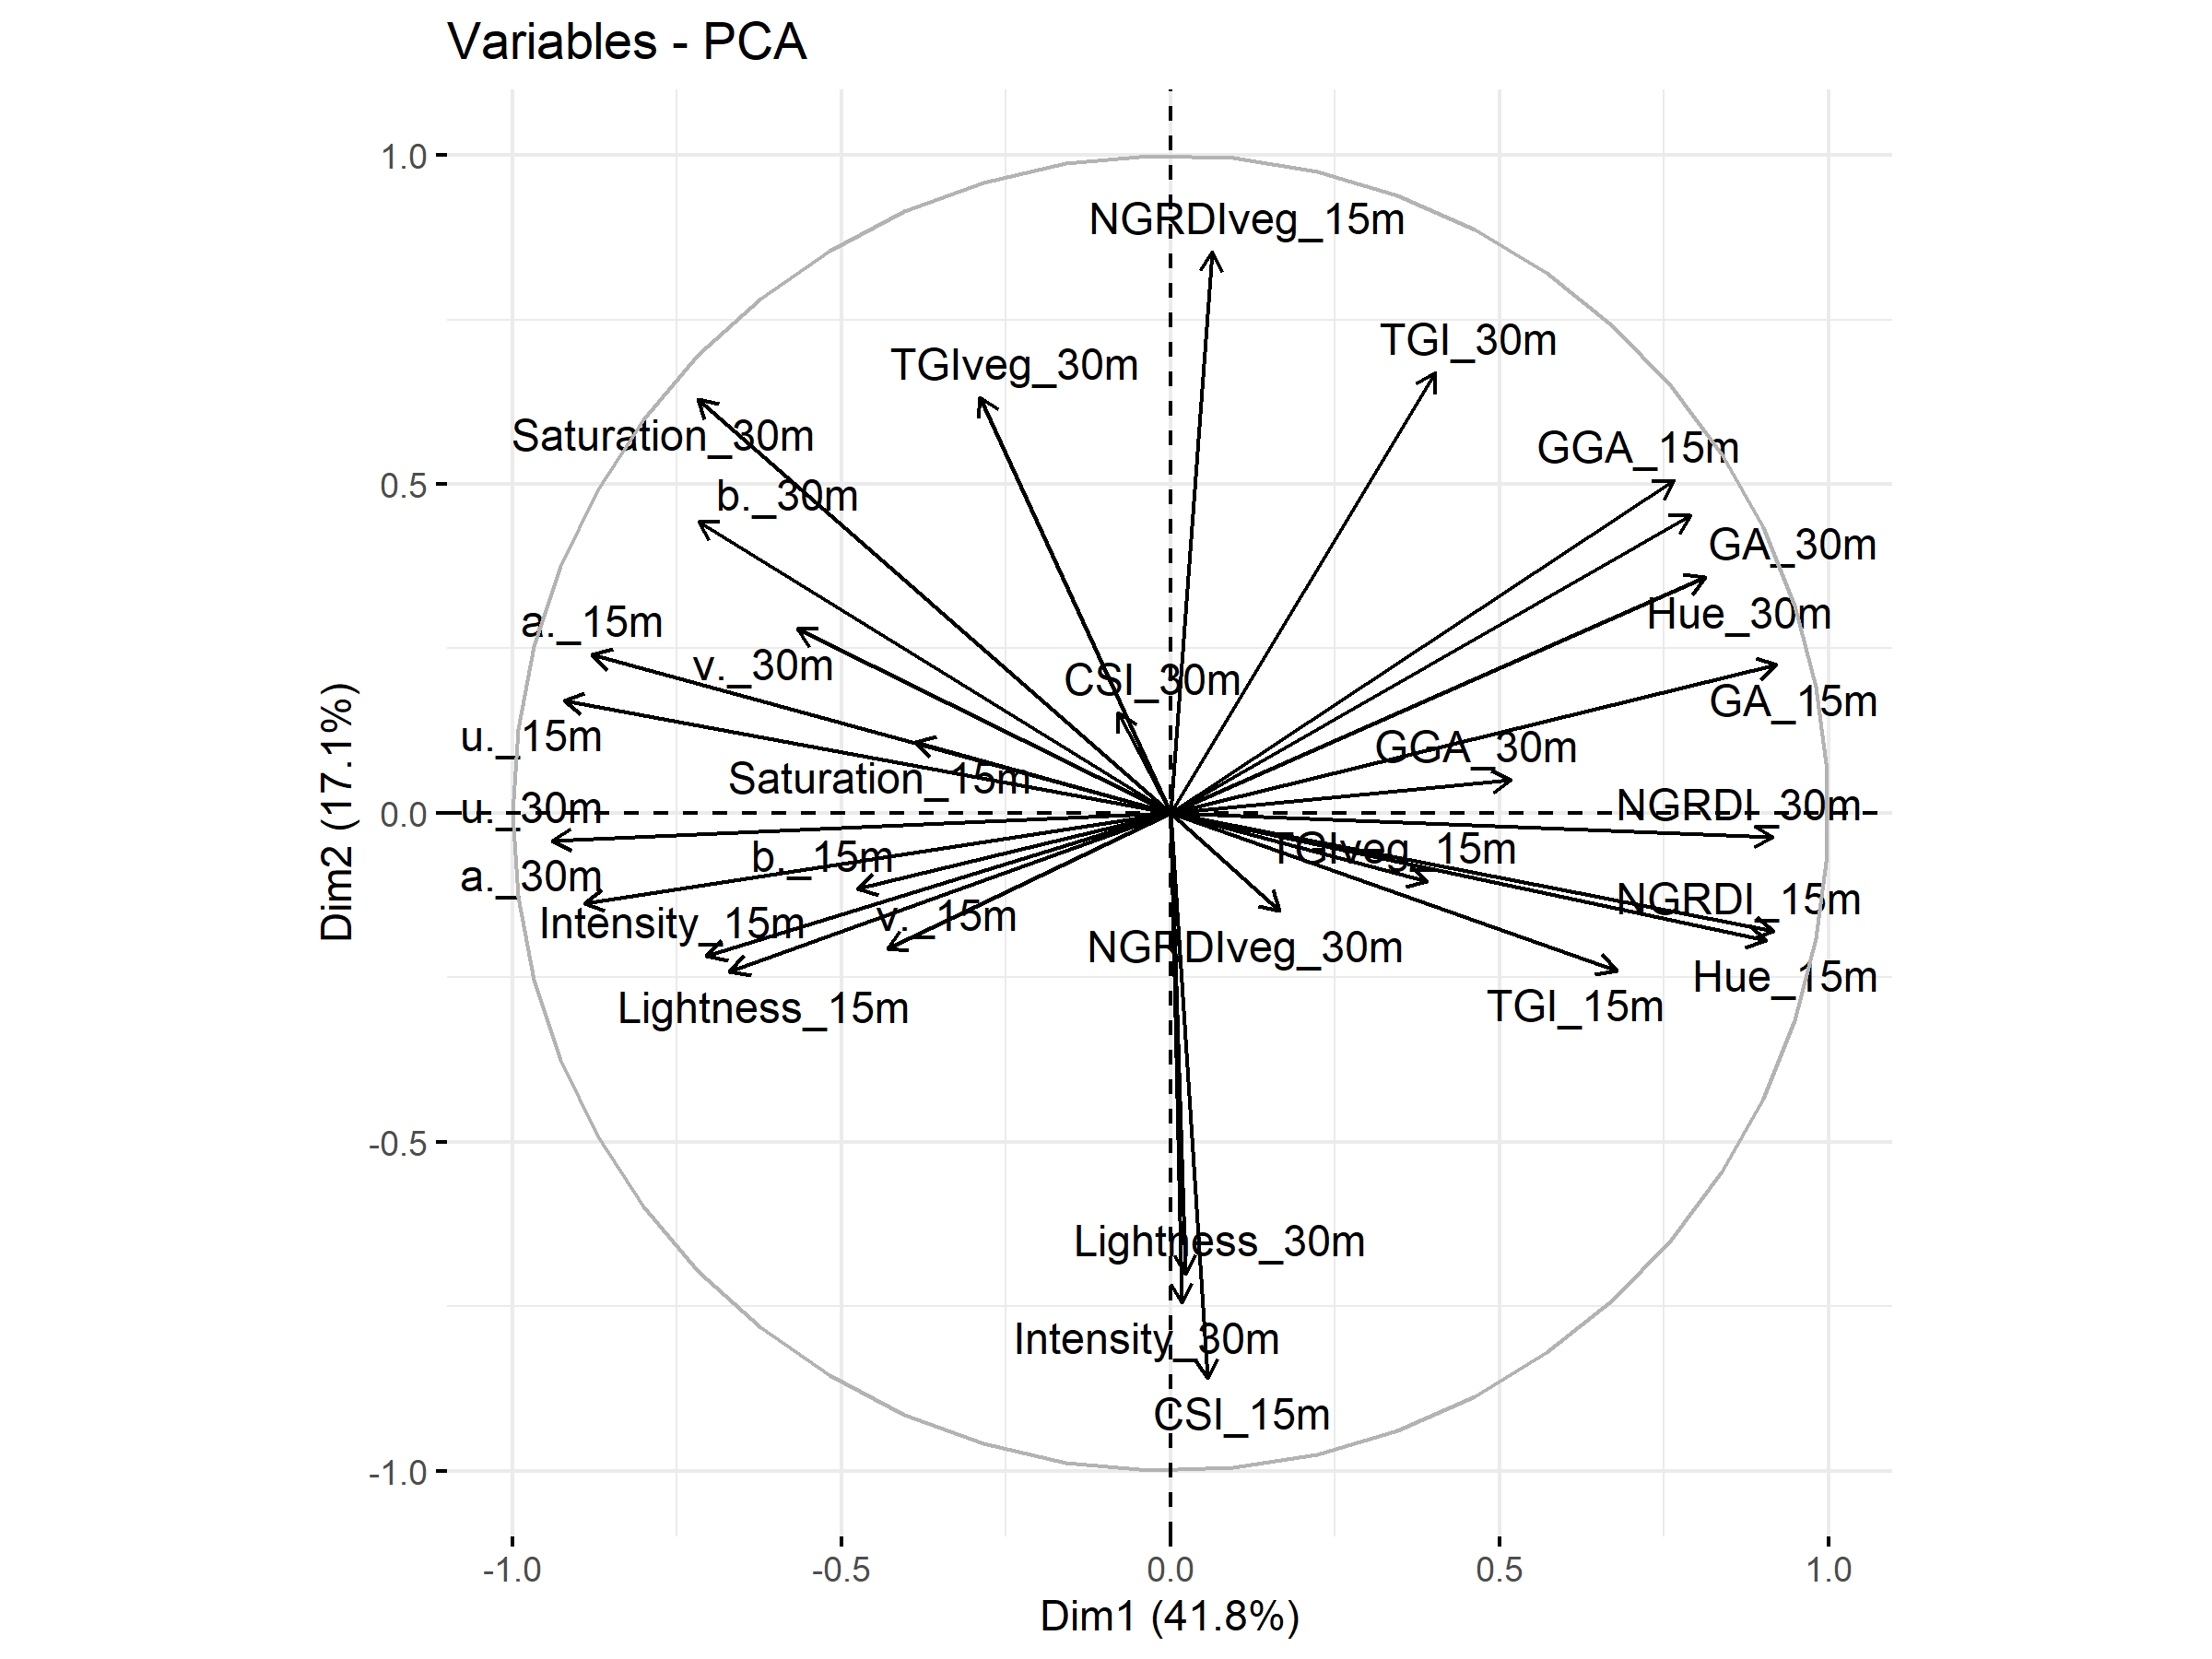 Variables - PCA
1.0
NGRDIveg_15m
TGI_30m
TGIveg_30m
Saturation_30m
GGA_15m
0.5
b._30m
GA_30m
a._15m
Hue_30m
v._30m
CSI_30m
GA_15m
u._15m
GGA_30m
Saturation_15m
u._30m
NGRDI_30m
0.0
b._15m
TGIveg_15m
a._30m
NGRDI_15m
Intensity_15m
v._15m
NGRDIveg_30m
Hue_15m
Lightness_15m
TGI_15m
Dim2 (17.1%)
-0.5
Lightness_30m
Intensity_30m
CSI_15m
-1.0
-1.0
-0.5
0.0
0.5
1.0
Dim1 (41.8%)